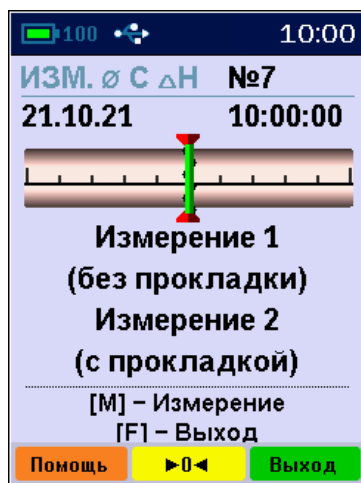 100 10:00
ИЗМ. ⌀ С △Н №7
21.10.21 10:00:00
Измерение 1
(без прокладки)
Измерение 2
(с прокладкой)
[М] – Измерение
[F] – Выход
Помощь ►0◄ Выход